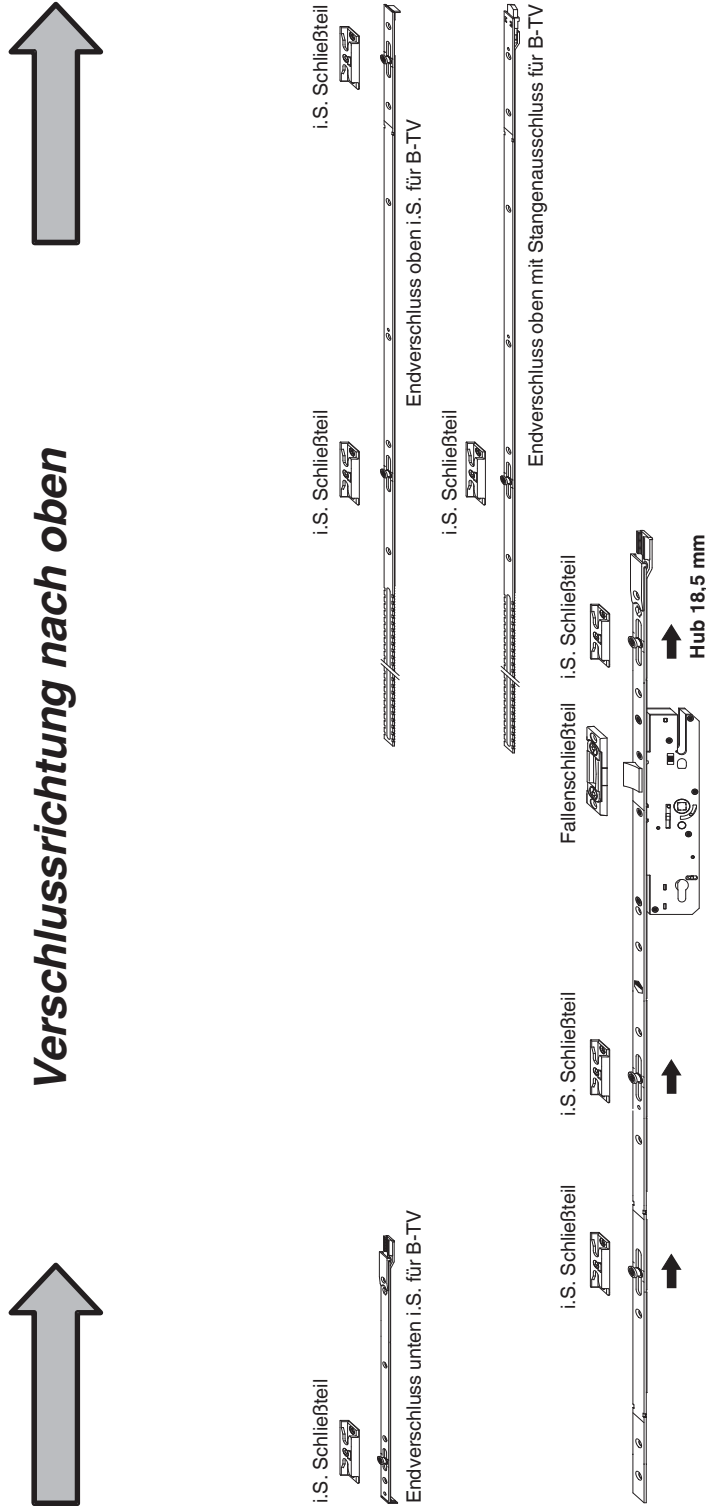 Verschlussrichtung nach oben
i.S. Schließteil
Endverschluss unten i.S. für B-TV
i.S. Schließteil
i.S. Schließteil
Endverschluss oben i.S. für B-TV
i.S. Schließteil
Endverschluss oben mit Stangenausschluss für B-TV
i.S. Schließteil
i.S. Schließteil
Fallenschließteil
i.S. Schließteil
Hub 18.5 mm